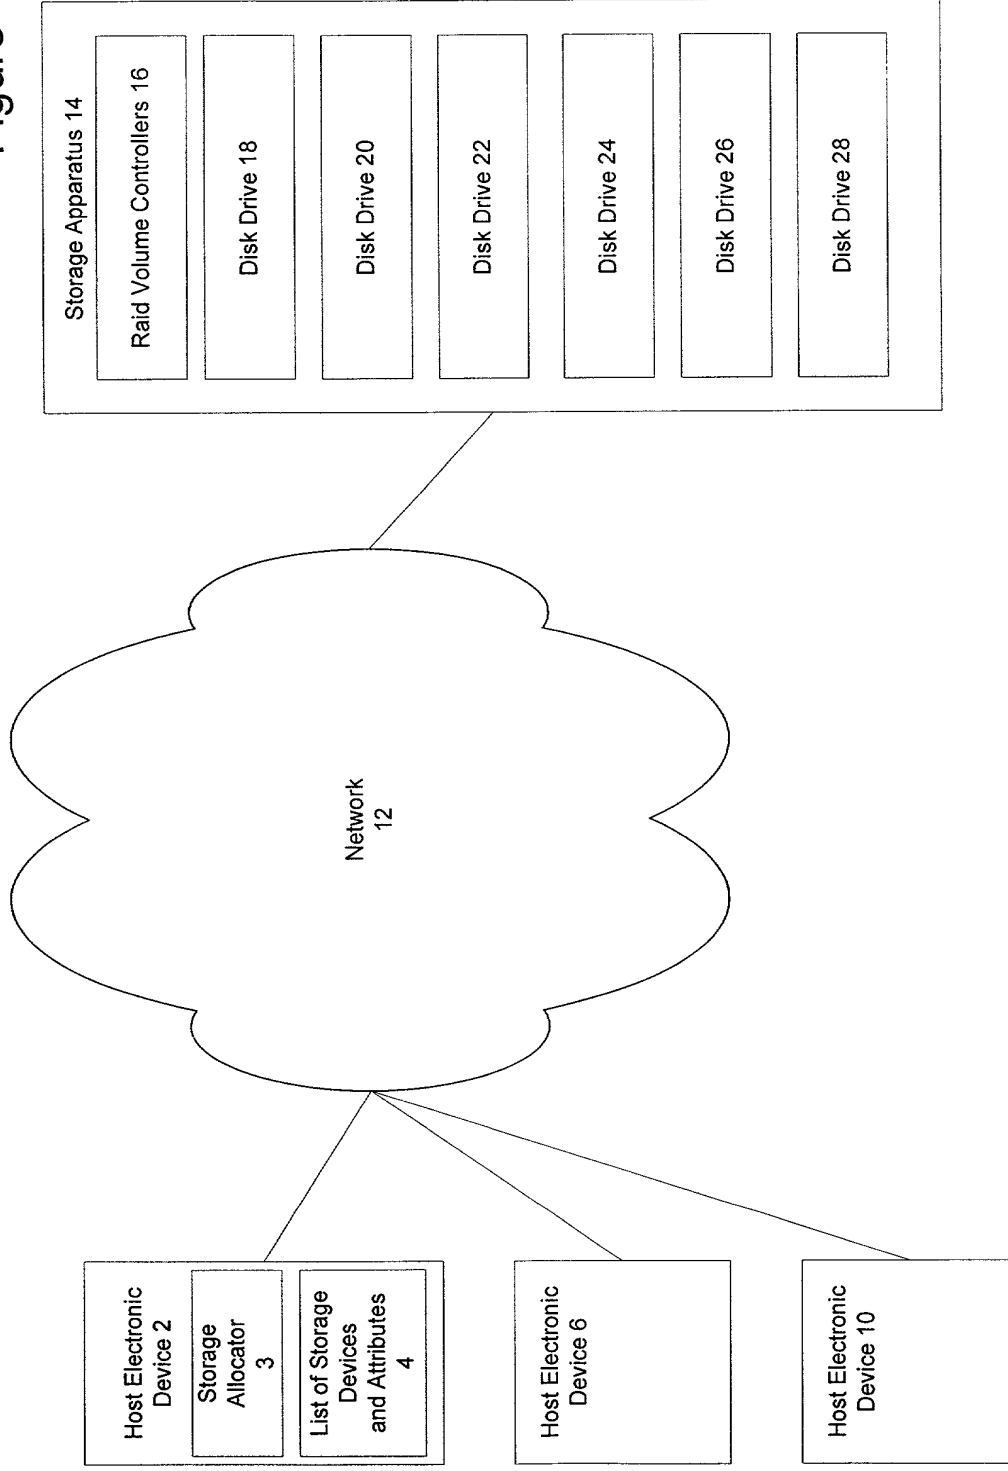 Figure
Host Electronic
Device 2
Storage
Allocator
3
List of Storage
Devices
and Attributes
4
Host Electronic
Device 6
Host Electronic
Device 10
Network
12
Storage Apparatus 14
Raid Volume Controllers 16
Disk Drive 18
Disk Drive 20
Disk Drive 22
Disk Drive 24
Disk Drive 26
Disk Drive 28